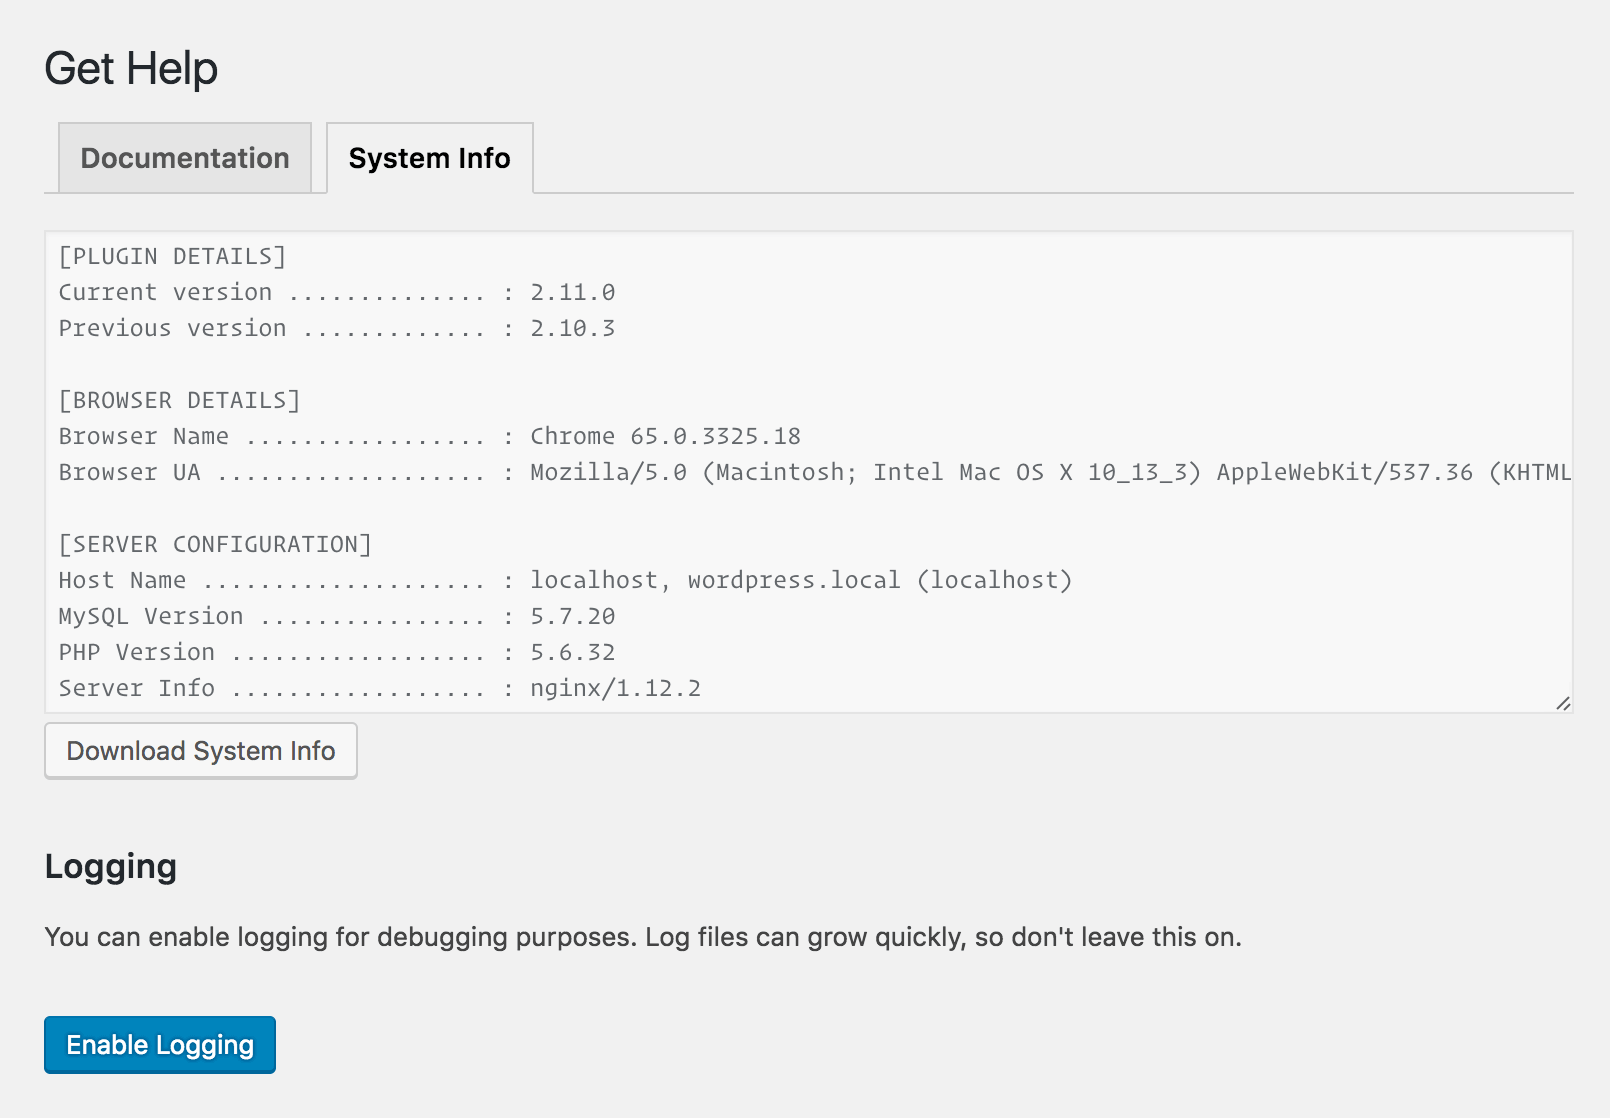 Get Help
Documentation
System Info
[PLUGIN DETAILS]
Current version .............. : 2.11.0
Previous version ............. : 2.10.3
[BROWSER DETAILS]
Browser Name ................. : Chrome 65.0.3325.18
Browser UA ................... : Mozilla/5.0 (Macintosh; Intel Mac OS X 10_13_3) AppleWebKit/537.36 (KHTML
[SERVER CONFIGURATION]
Host Name .................... : localhost, wordpress.local (localhost)
MySQL Version ................ : 5.7.20
PHP Version .................. : 5.6.32
Server Info .................. : nginx/1.12.2
Download System Info
Logging
You can enable logging for debugging purposes. Log files can grow quickly, so don't leave this on.
Enable Logging